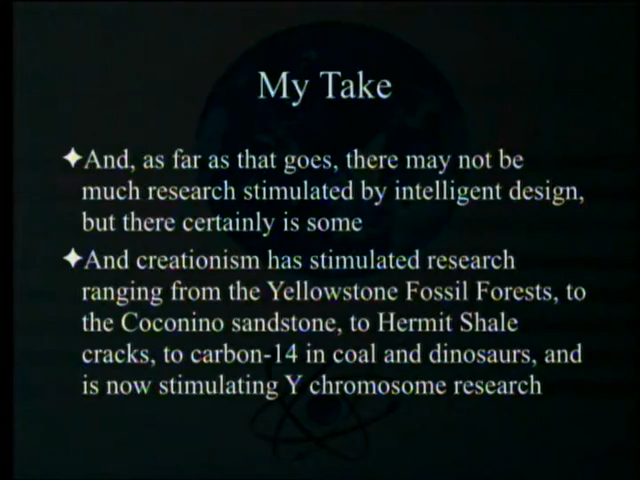 My Take
✦And, as far as that goes, there may not be
much research stimulated by intelligent design,
but there certainly is some
✦And creationism has stimulated research
ranging from the Yellowstone Fossil Forests, to
the Coconino sandstone, to Hermit Shale
cracks, to carbon-14 in coal and dinosaurs, and
is now stimulating Y chromosome research